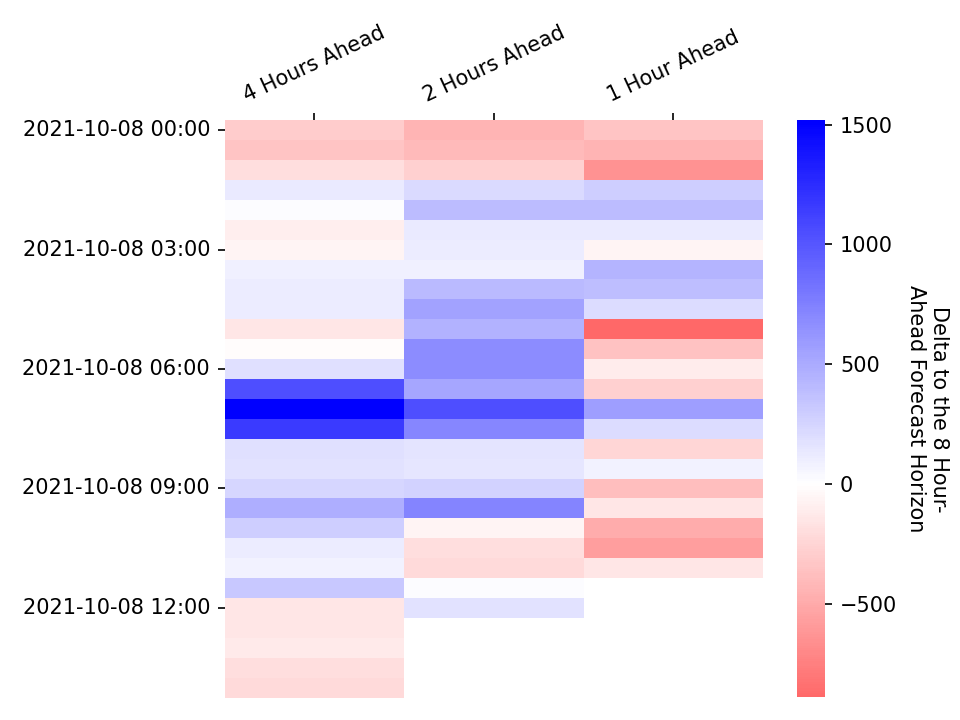 4 Hours Ahead
2 Hours Ahead
1 Hour Ahead
2021-10-08 00:00
2021-10-08 03:00
2021-10-08 06:00
2021-10-08 09:00
2021-10-08 12:00
1500
1000
500
0
−500
Delta to the 8 Hour-
Ahead Forecast Horizon